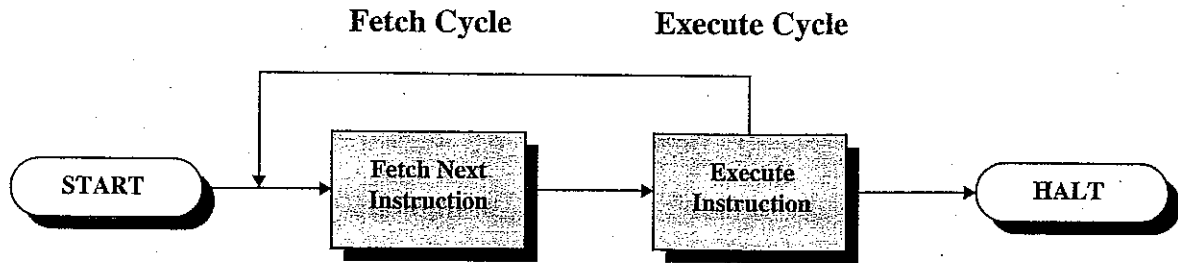 Fetch Cycle
Execute Cycle
START
Fetch Next
Instruction
Execute
Instruction
HALT